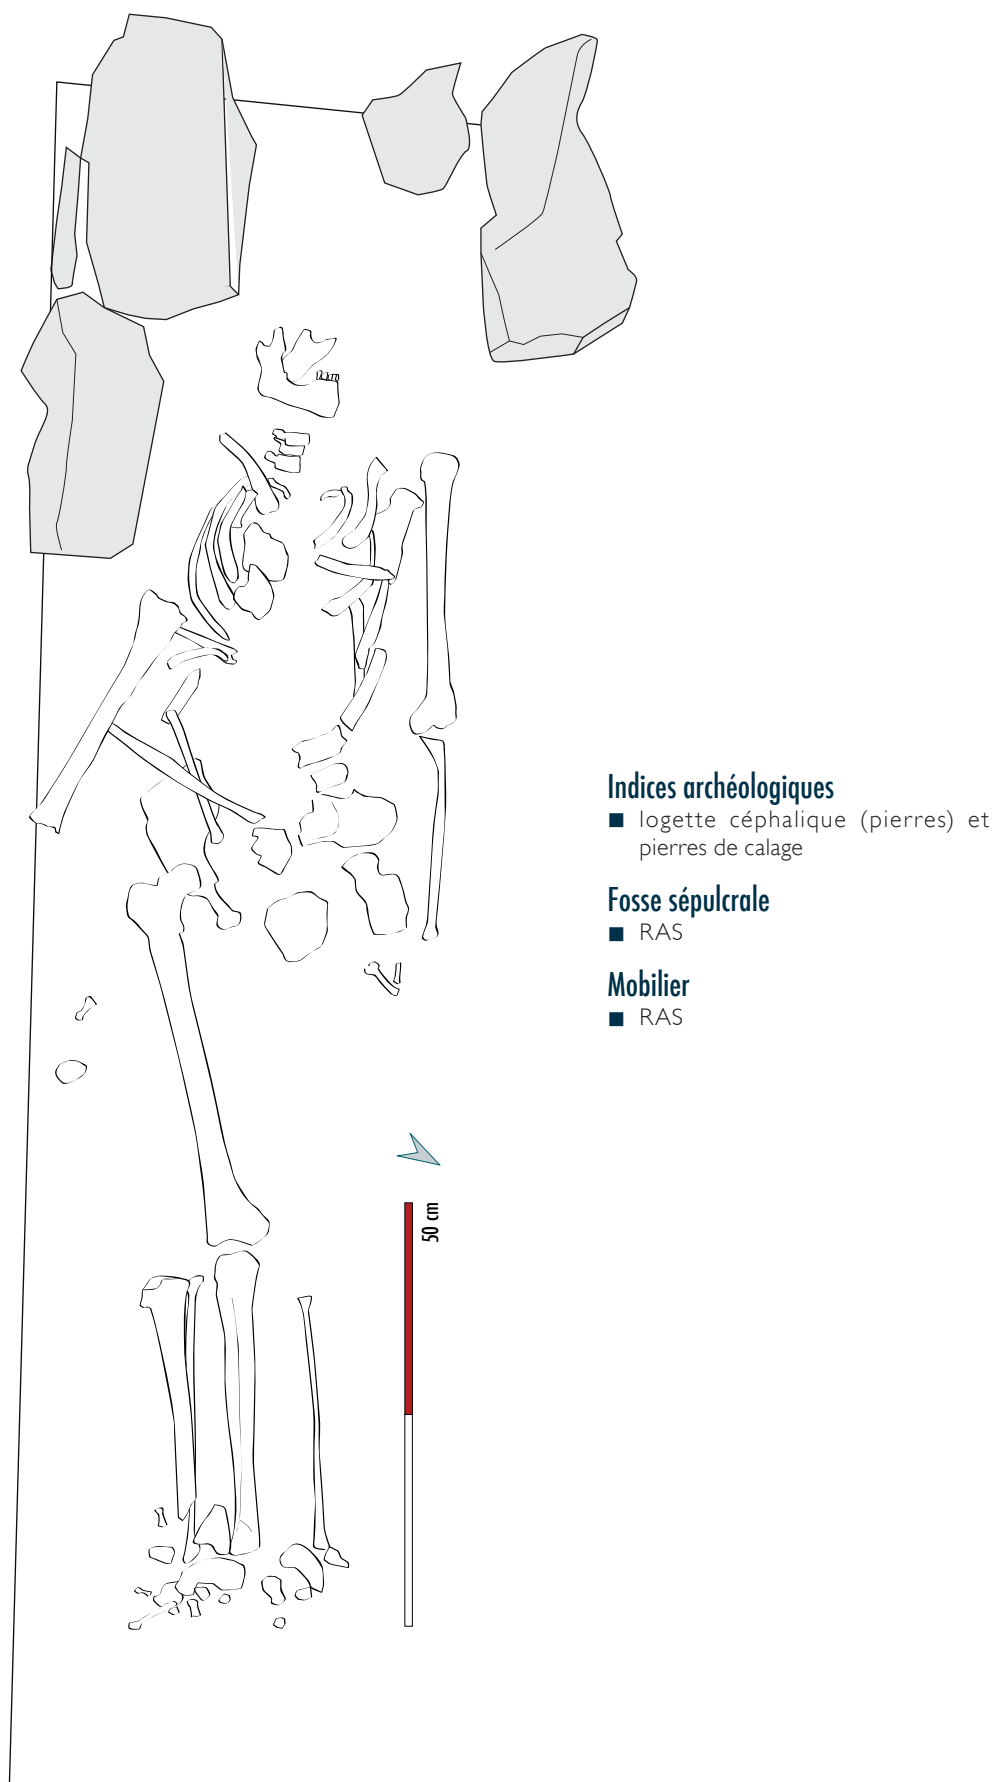 Indices archéologiques
■ logette céphalique (pierres) et
pierres de calage
Fosse sépulcrale
■ RAS
Mobilier
■ RAS
50 cm